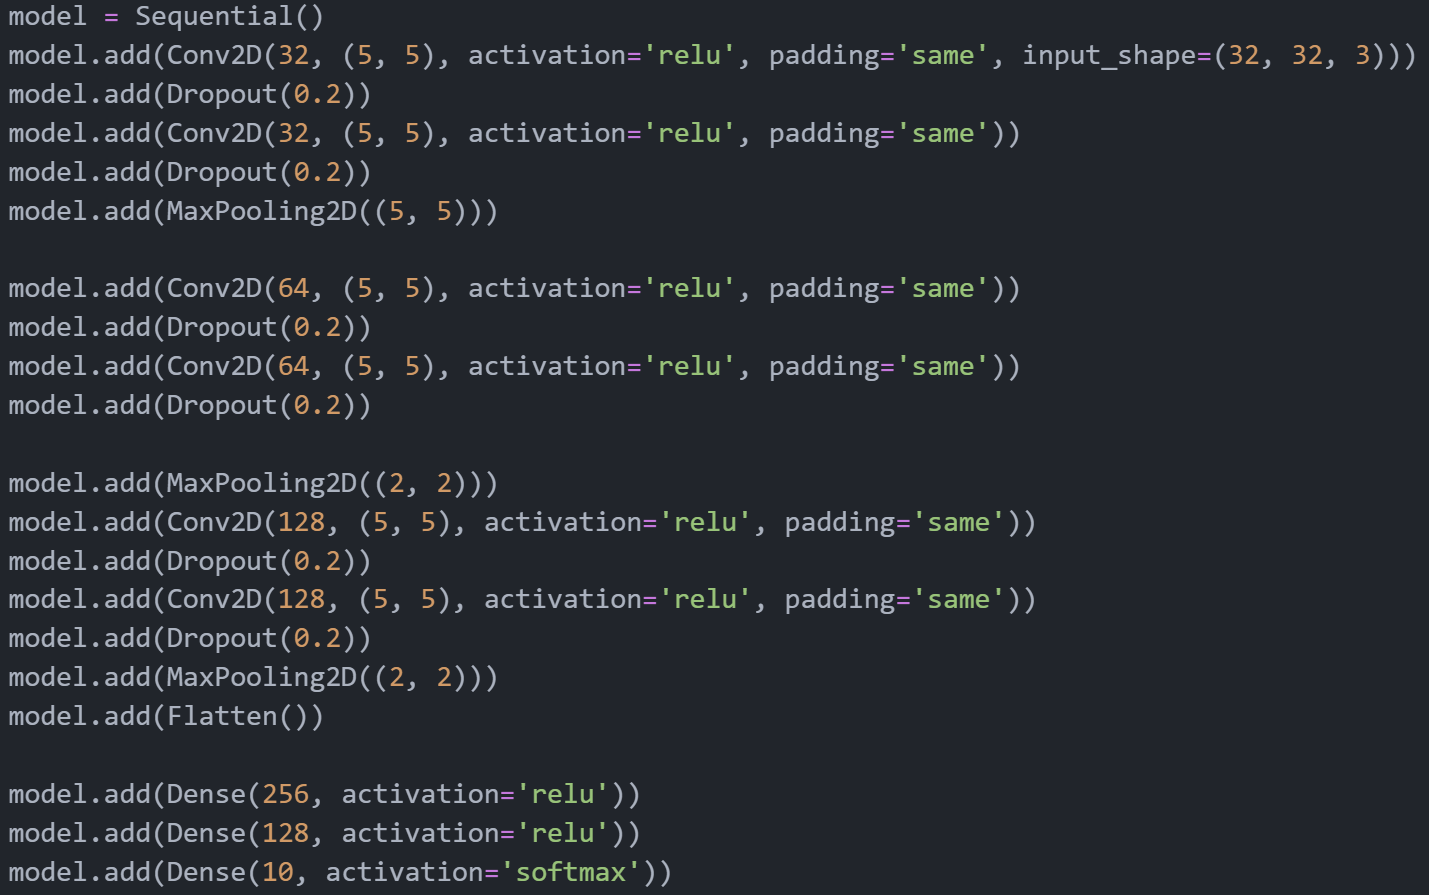 model = Sequential()
model.add(Conv2D(32, (5, 5), activation='relu', padding='same', input_shape=(32, 32, 3)))
model.add(Dropout(0.2))
model.add(Conv2D(32, (5, 5), activation='relu', padding='same'))
model.add(Dropout(0.2))
model.add(MaxPooling2D((5, 5)))

model.add(Conv2D(64, (5, 5), activation='relu', padding='same'))
model.add(Dropout(0.2))
model.add(Conv2D(64, (5, 5), activation='relu', padding='same'))
model.add(Dropout(0.2))

model.add(MaxPooling2D((2, 2)))
model.add(Conv2D(128, (5, 5), activation='relu', padding='same'))
model.add(Dropout(0.2))
model.add(Conv2D(128, (5, 5), activation='relu', padding='same'))
model.add(Dropout(0.2))
model.add(MaxPooling2D((2, 2)))
model.add(Flatten())

model.add(Dense(256, activation='relu'))
model.add(Dense(128, activation='relu'))
model.add(Dense(10, activation='softmax'))